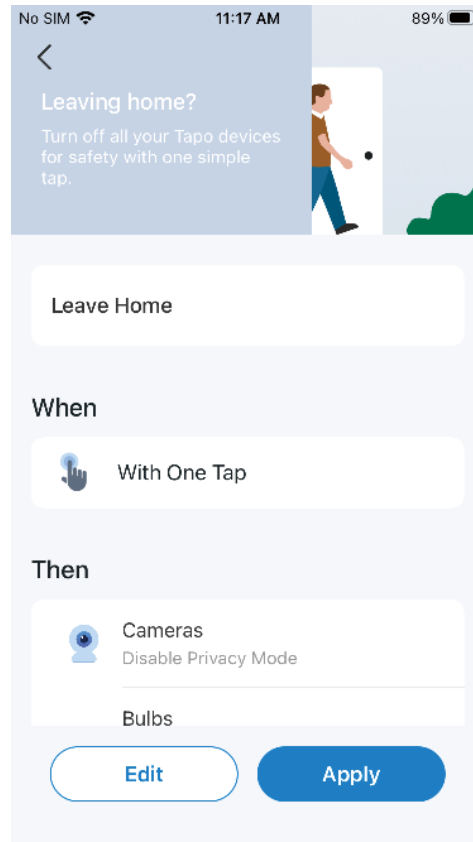 No SIM 11:17 AM 89%
Leaving home?
Turn off all your Tapo devices
for safety with one simple
tap.
Leave Home
When
With One Tap
Then
Cameras
Disable Privacy Mode
Bulbs
Edit Apply